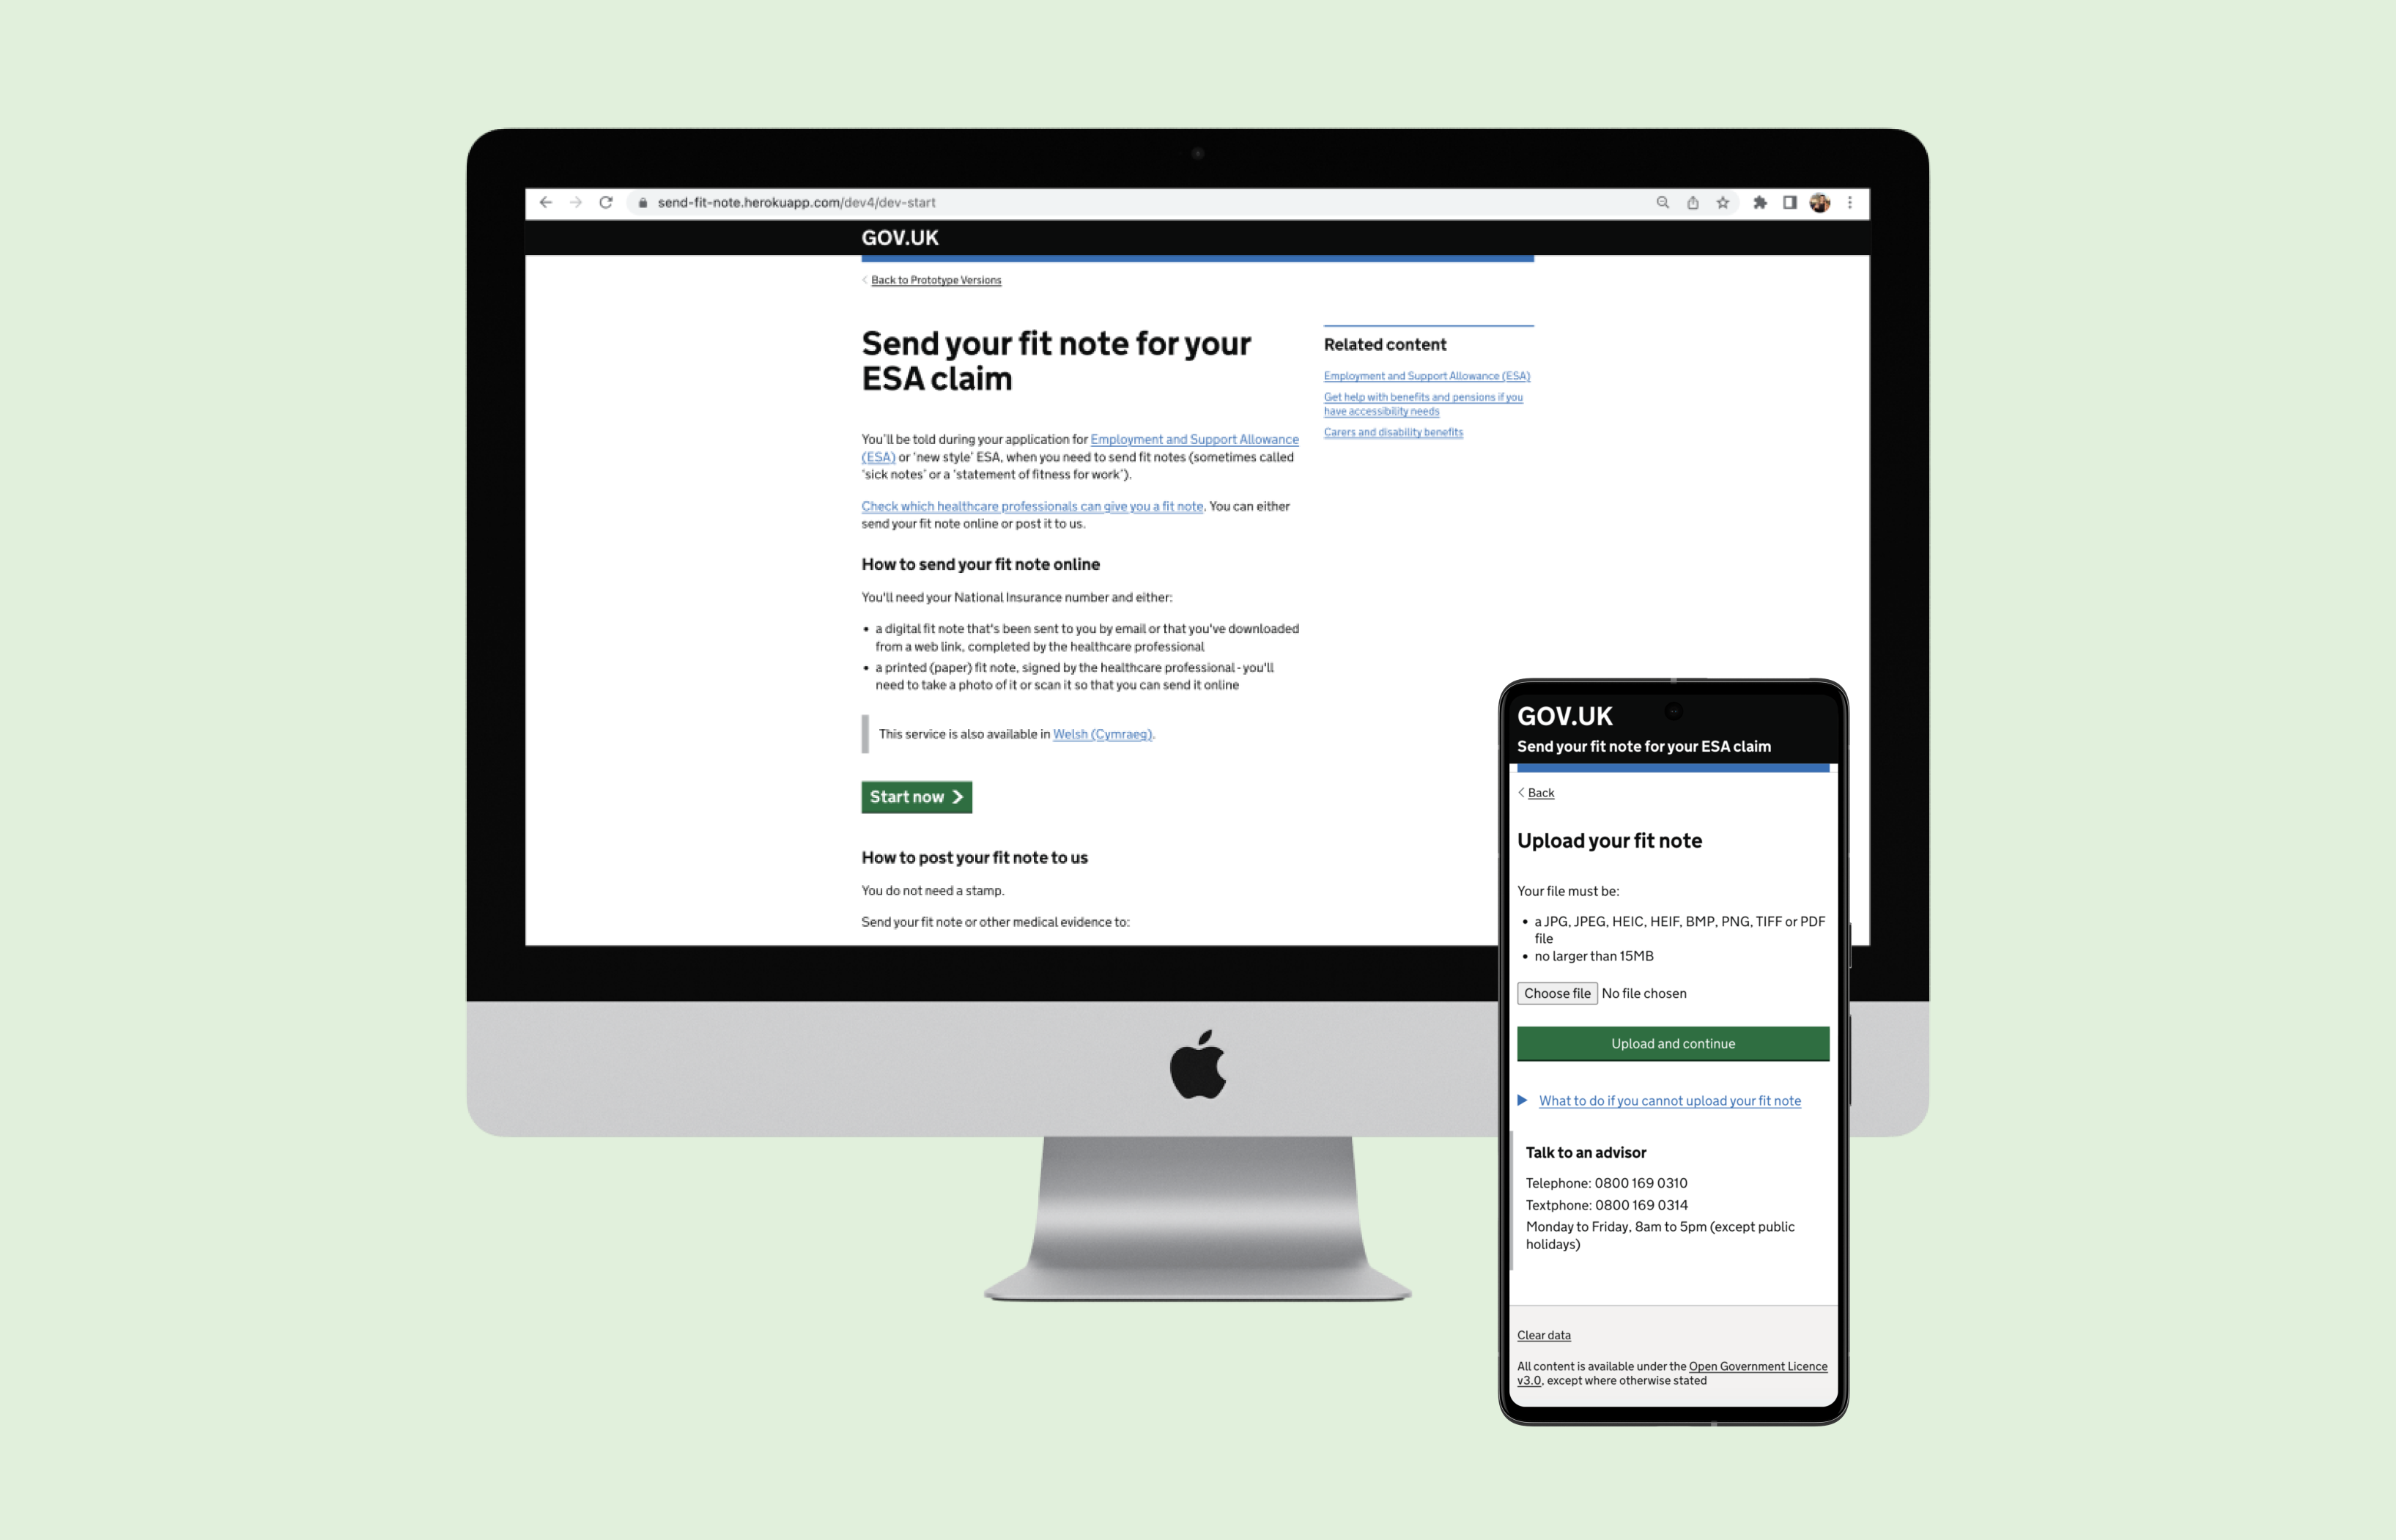 send-fit-note.herokuapp.com/dev4/dev-start
GOV.UK
Back to Prototype Versions
Send your fit note for your
ESA claim
You'll be told during your application for Employment and Support Allowance
(ESA) or 'new style' ESA, when you need to send fit notes (sometimes called
'sick notes' or a 'statement of fitness for work').
Check which healthcare professionals can give you a fit note. You can either
send your fit note online or post it to us.
How to send your fit note online
You'll need your National Insurance number and either:
• a digital fit note that's been sent to you by email or that you've downloaded
from a web link, completed by the healthcare professional
• a printed (paper) fit note, signed by the healthcare professional - you'll
need to take a photo of it or scan it so that you can send it online
This service is also available in Welsh (Cymraeg).
Start now
How to post your fit note to us
You do not need a stamp.
Send your fit note or other medical evidence to:
Related content
Employment and Support Allowance (ESA)
Get help with benefits and pensions if you
have accessibility needs
Carers and disability benefits
GOV.UK
Send your fit note for your ESA claim
Back
Upload your fit note
Your file must be:
• a JPG, JPEG, HEIC, HEIF, BMP, PNG, TIFF or PDF
file
• no larger than 15MB
Choose file No file chosen
Upload and continue
What to do if you cannot upload your fit note
Talk to an advisor
Telephone: 0800 169 0310
Textphone: 0800 169 0314
Monday to Friday, 8am to 5pm (except public
holidays)
Clear data
All content is available under the Open Government Licence
v3.0, except where otherwise stated